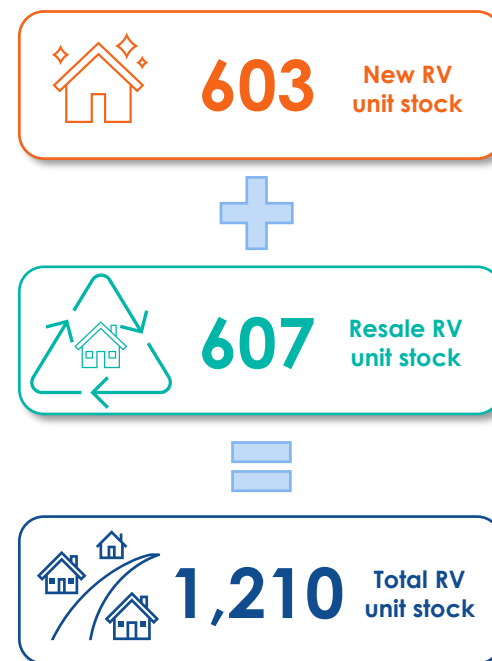 603
New RV
unit stock
607
Resale RV
unit stock
1,210
Total RV
unit stock